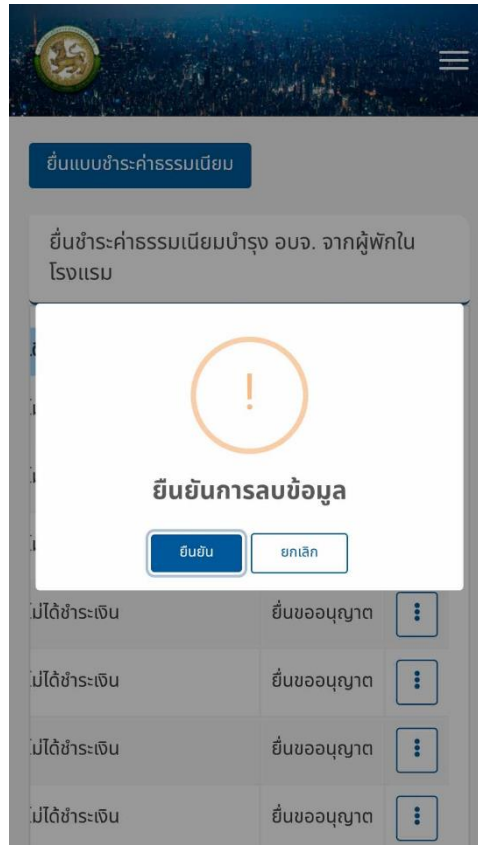 ยื่นแบบชำระค่าธรรมเนียม
ยื่นชำระค่าธรรมเนียมบำรุง อบจ. จากผู้พักใน
โรงแรม
!
ยืนยันการลบข้อมูล
ยืนยัน ยกเลิก
ไม่ได้ชำระเงิน ยื่นขออนุญาต
ไม่ได้ชำระเงิน ยื่นขออนุญาต
ไม่ได้ชำระเงิน ยื่นขออนุญาต
ไม่ได้ชำระเงิน ยื่นขออนุญาต